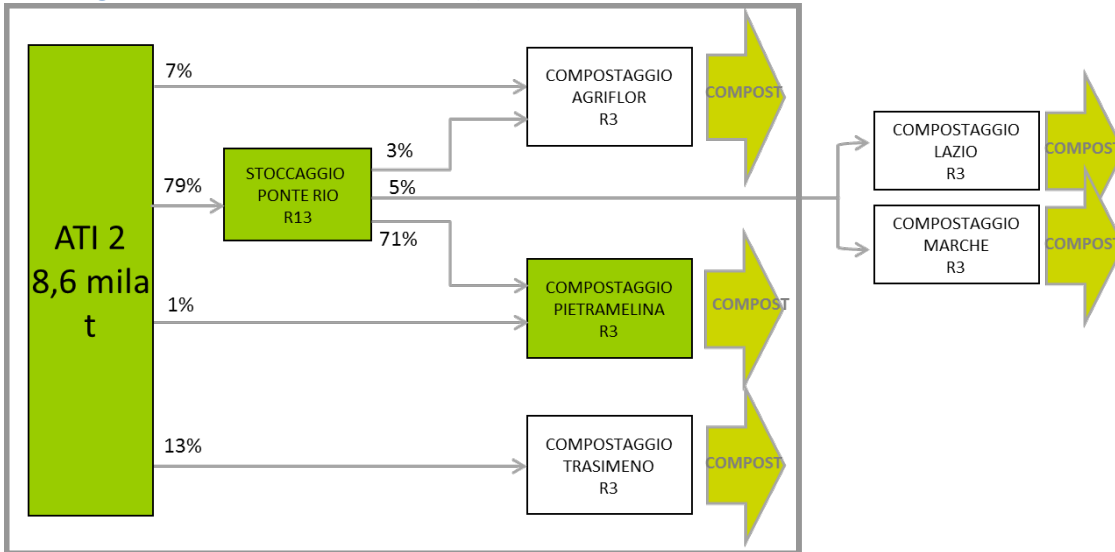 7%
COMPOSTAGGIO
AGRIFLOR
R3
COMPOST
79%
STOCCAGGIO
PONTE RIO
R13
3%
5%
71%
COMPOSTAGGIO
LAZIO
R3
COMPOST
COMPOSTAGGIO
MARCHE
R3
COMPOST
ATI 2
8,6 mila
t
1%
COMPOSTAGGIO
PIETRAMELINA
R3
COMPOST
13%
COMPOSTAGGIO
TRASIMENO
R3
COMPOST